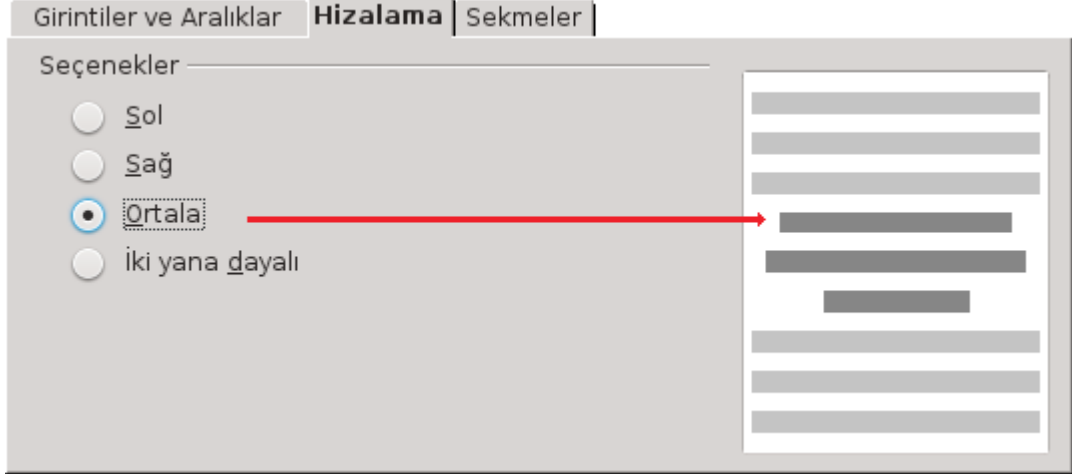 Girintiler ve Aralıklar Hizalama Sekmeler
Seçenekler
Sol
Sağ
Ortala
İki yana dayalı